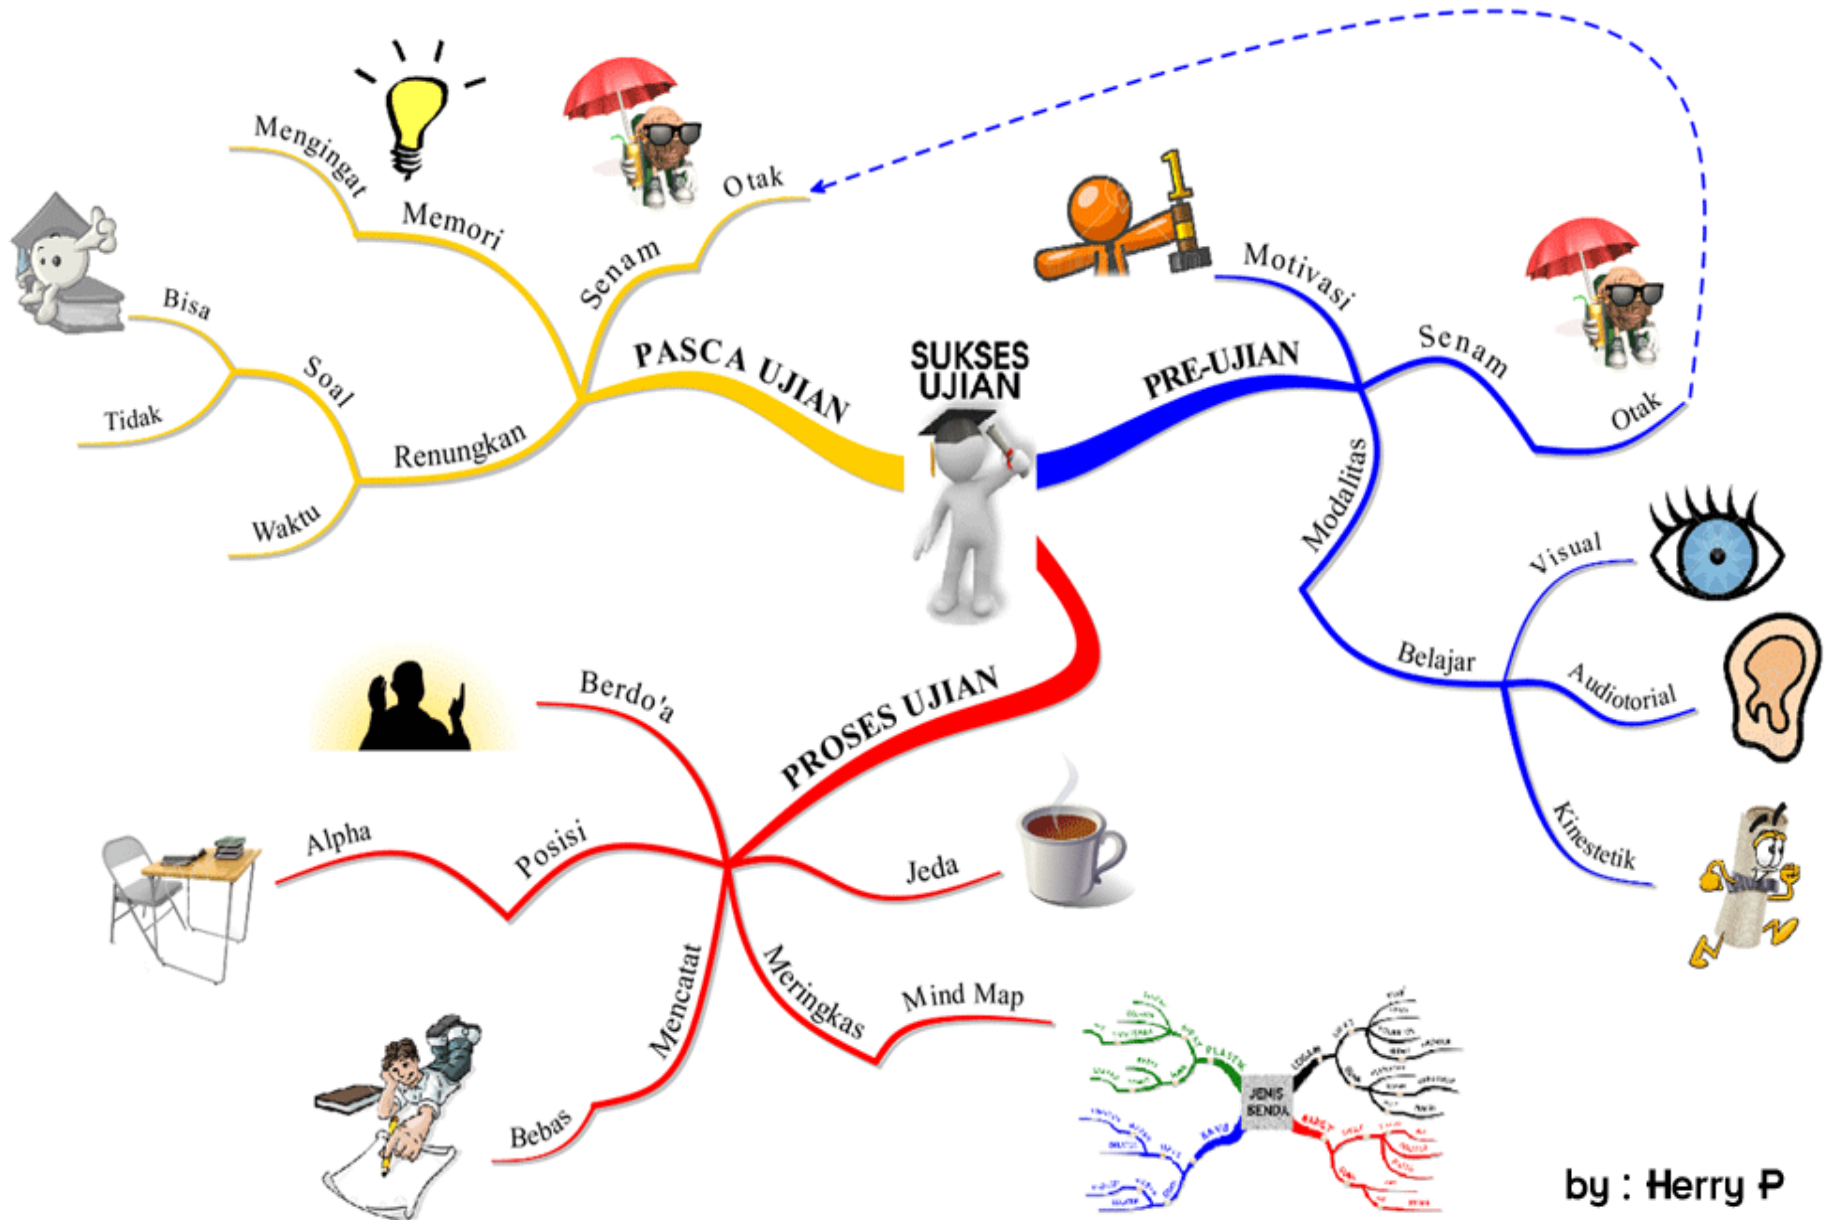 SUKSES
UJIAN
PRE-UJIAN
Motivasi
Senam
Otak
Modalitas
Belajar
Visual
Audiotorial
Kinestetik
PROSES UJIAN
Jeda
Meringkas
Mind Map
JENIS
BENDA
Mencatat
Bebas
Posisi
Alpha
Berdo'a
PASCA UJIAN
Renungkan
Waktu
Soal
Tidak
Bisa
Memori
Mengingat
Senam
Otak
by : Herry P